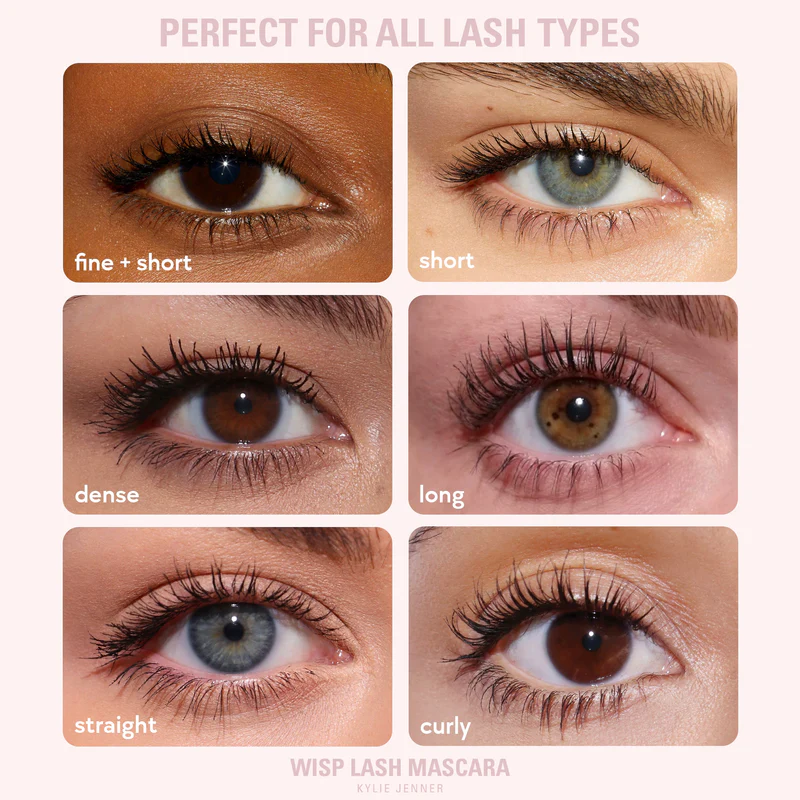 PERFECT FOR ALL LASH TYPES
fine + short
short
dense
long
straight
curly
WISP LASH MASCARA
KYLIE JENNER